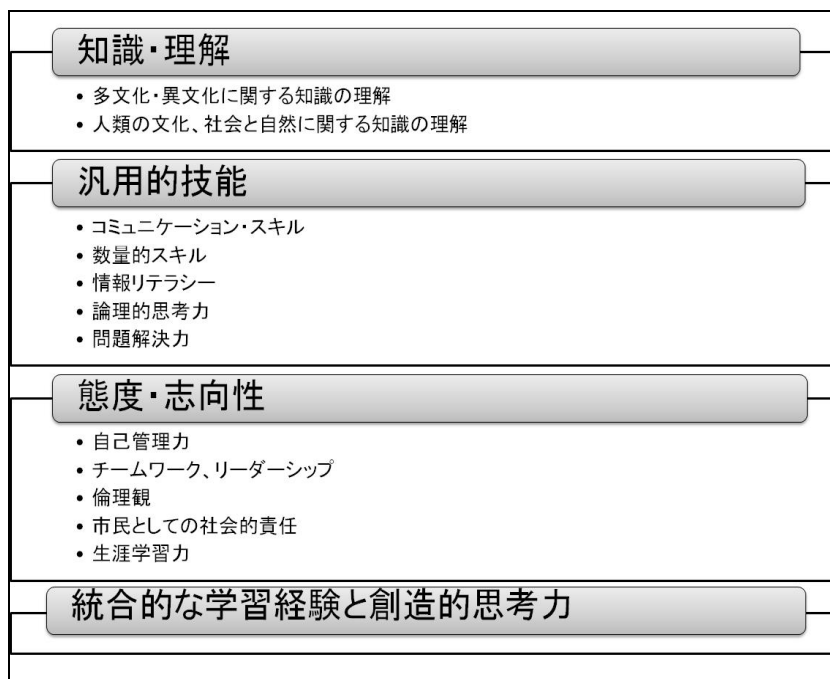 知識・理解
• 多文化・異文化に関する知識の理解
• 人類の文化、社会と自然に関する知識の理解
汎用的技能
• コミュニケーション・スキル
• 数量的スキル
• 情報リテラシー
• 論理的思考力
• 問題解決力
態度・志向性
• 自己管理力
• チームワーク、リーダーシップ
• 倫理観
• 市民としての社会的責任
• 生涯学習力
統合的な学習経験と創造的思考力